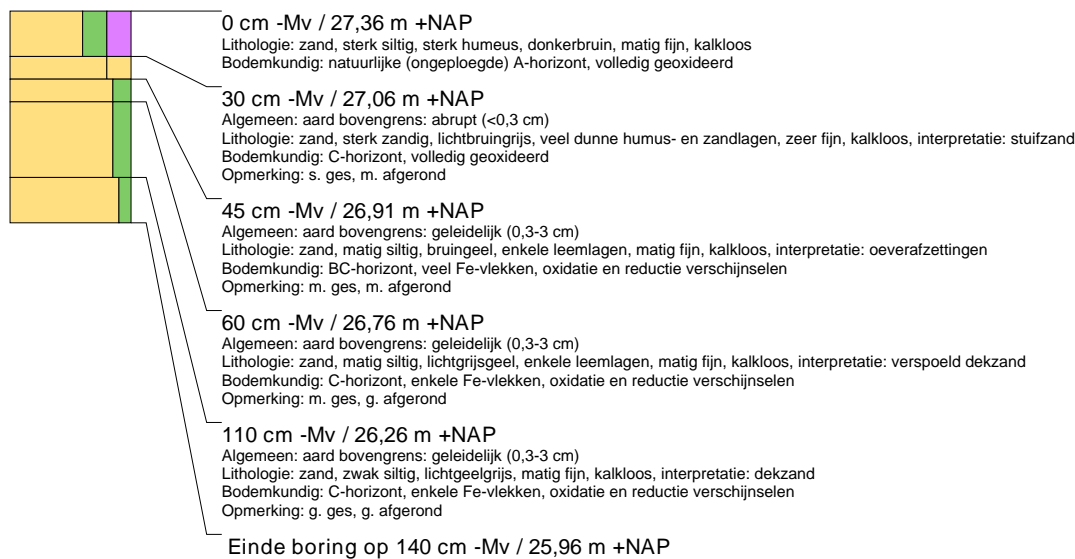 0 cm -Mv / 27,36 m +NAP
Lithologie: zand, sterk siltig, sterk humeus, donkerbruin, matig fijn, kalkloos
Bodemkundig: natuurlijke (ongeploegde) A-horizont, volledig geoxideerd
30 cm -Mv / 27,06 m +NAP
Algemeen: aard bovengrens: abrupt (<0,3 cm)
Lithologie: zand, sterk zandig, lichtbruingrijs, veel dunne humus- en zandlagen, zeer fijn, kalkloos, interpretatie: stuifzand
Bodemkundig: C-horizont, volledig geoxideerd
Opmerking: s. ges, m. afgerond
45 cm -Mv / 26,91 m +NAP
Algemeen: aard bovengrens: geleidelijk (0,3-3 cm)
Lithologie: zand, matig siltig, bruingeel, enkele leemlagen, matig fijn, kalkloos, interpretatie: oeverafzettingen
Bodemkundig: BC-horizont, veel Fe-vlekken, oxidatie en reductie verschijnselen
Opmerking: m. ges, m. afgerond
60 cm -Mv / 26,76 m +NAP
Algemeen: aard bovengrens: geleidelijk (0,3-3 cm)
Lithologie: zand, matig siltig, lichtgrijsgeel, enkele leemlagen, matig fijn, kalkloos, interpretatie: verspoeld dekzand
Bodemkundig: C-horizont, enkele Fe-vlekken, oxidatie en reductie verschijnselen
Opmerking: m. ges, g. afgerond
110 cm -Mv / 26,26 m +NAP
Algemeen: aard bovengrens: geleidelijk (0,3-3 cm)
Lithologie: zand, zwak siltig, lichtgeelgrijs, matig fijn, kalkloos, interpretatie: dekzand
Bodemkundig: C-horizont, enkele Fe-vlekken, oxidatie en reductie verschijnselen
Opmerking: g. ges, g. afgerond
Einde boring op 140 cm -Mv / 25,96 m +NAP